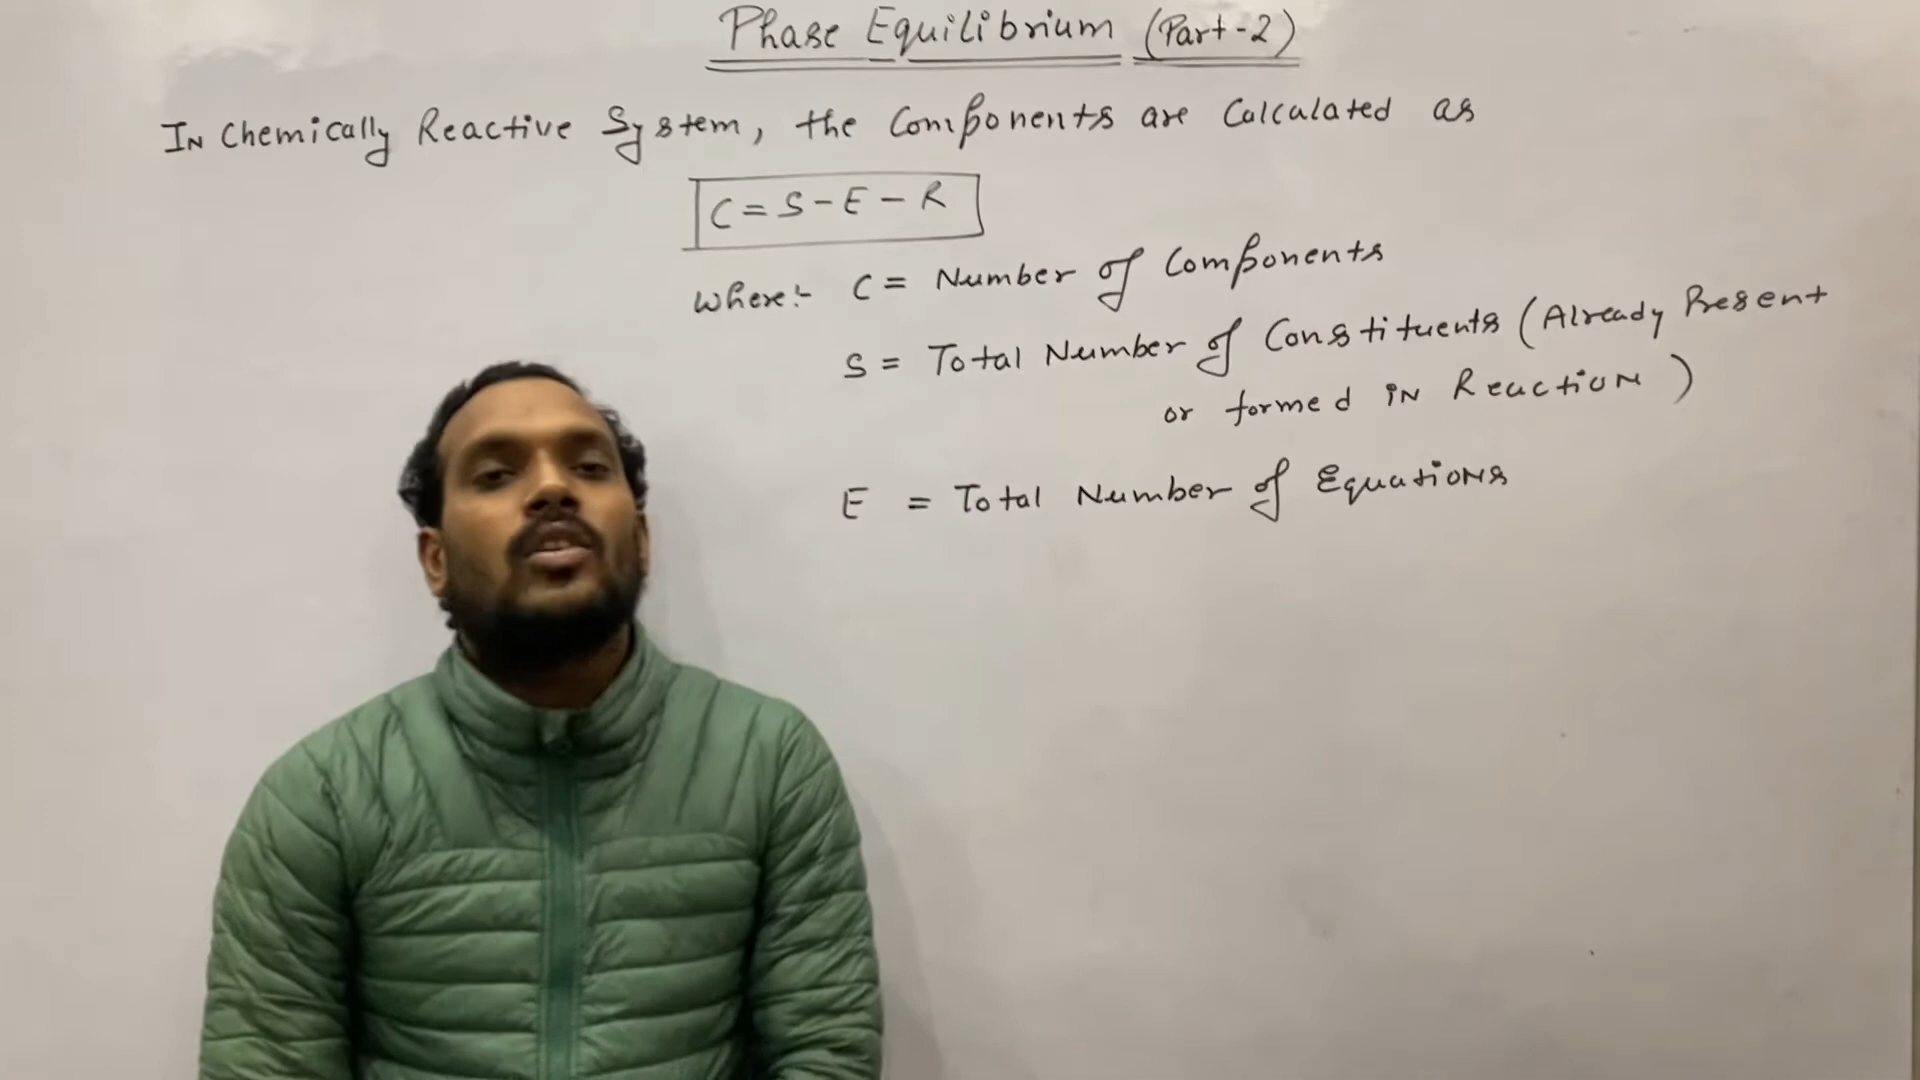 Phase Equilibrium (Part-2)
In Chemically Reactive System, the Components are Calculated as
C = S - E - R
Where:- C = Number of Components
S = Total Number of Constituents (Already Present
or formed in Reaction)
E = Total Number of Equations